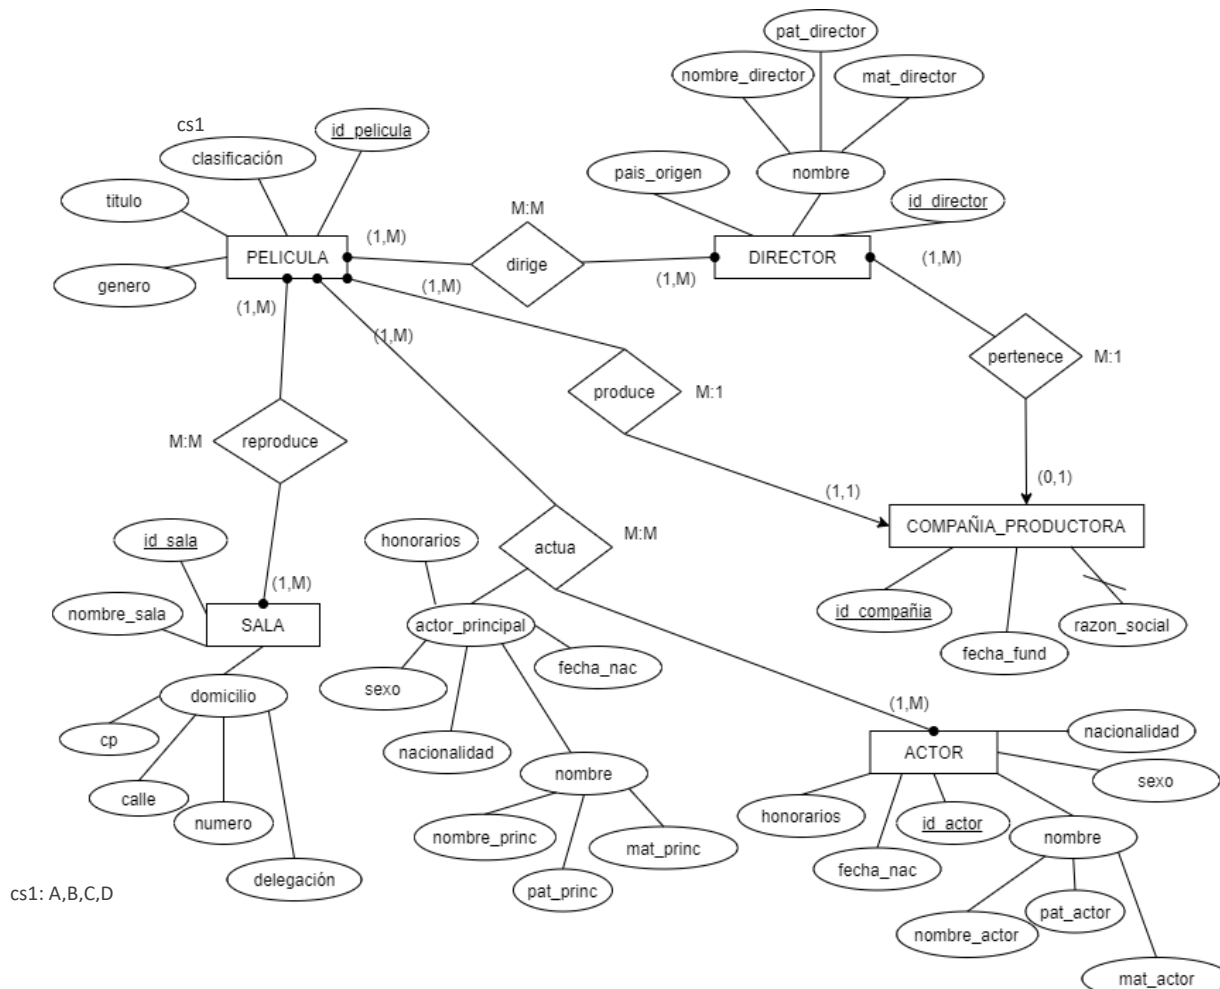 pat_director
nombre_director
mat_director
cs1
id_pelicula
clasificación
pais_origen
nombre
id_director
titulo
M:M
(1,M)
PELICULA
dirige
DIRECTOR
(1,M)
genero
(1,M)
(1,M)
(1,M)
(1,M)
pertenece
M:1
produce
M:1
M:M
reproduce
(0,1)
(1,1)
COMPAÑIA_PRODUCTORA
id_sala
honorarios
actua
M:M
(1,M)
nombre_sala
SALA
actor_principal
id_compañia
razon_social
fecha_fund
fecha_nac
sexo
domicilio
(1,M)
cp
nacionalidad
nacionalidad
ACTOR
nombre
sexo
calle
numero
honorarios
id_actor
nombre_princ
mat_princ
nombre
fecha_nac
delegación
pat_princ
cs1: A,B,C,D
pat_actor
nombre_actor
mat_actor